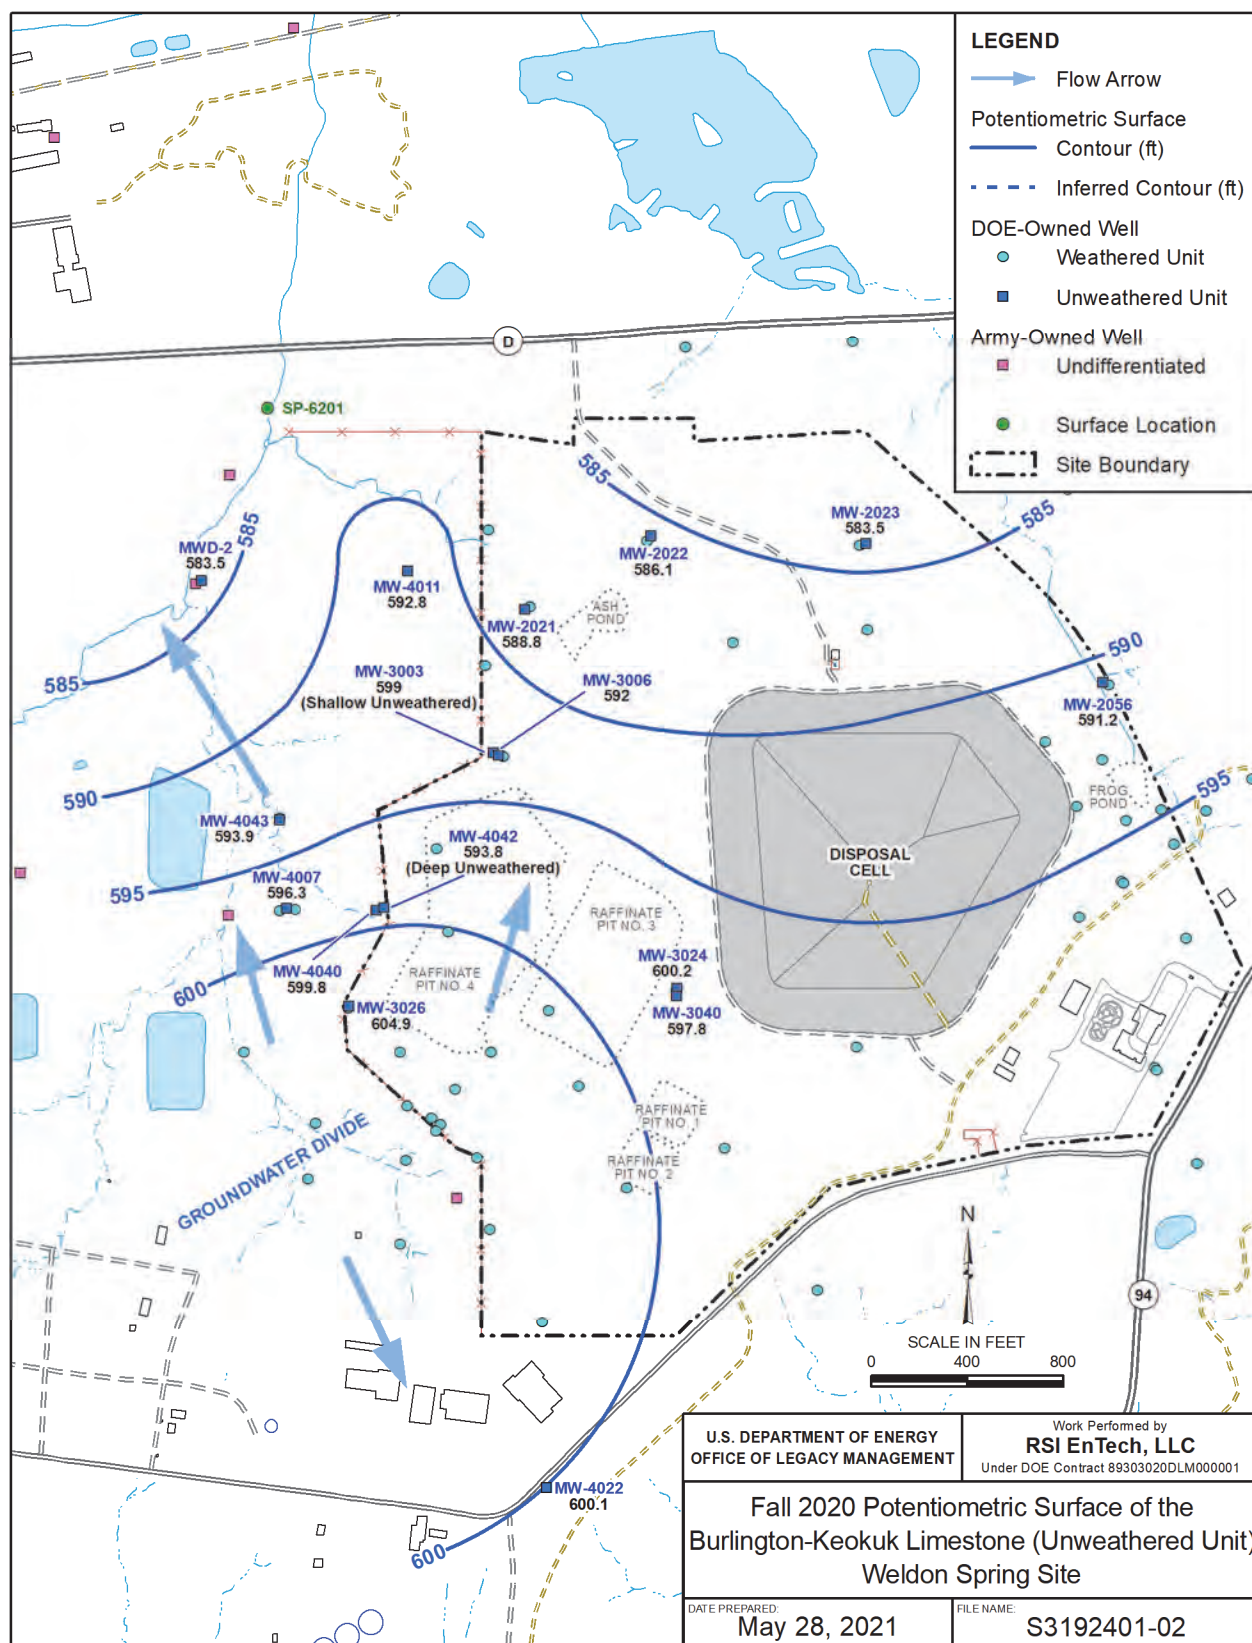 LEGEND
Flow Arrow
Potentiometric Surface
Contour (ft)
Inferred Contour (ft)
DOE-Owned Well
Weathered Unit
Unweathered Unit
Army-Owned Well
Undifferentiated
Surface Location
Site Boundary
D
SP-6201
585
585
585
MWD-2
583.5
MW-4011
592.8
MW-2022
586.1
MW-2023
583.5
MW-2021
588.8
ASH
POND
MW-3003
599
(Shallow Unweathered)
MW-3006
592
590
MW-2056
591.2
585
590
FROG
POND
595
MW-4043
593.9
MW-4042
593.8
(Deep Unweathered)
DISPOSAL
CELL
MW-4007
596.3
595
RAFFINATE
PIT NO. 3
MW-4040
599.8
RAFFINATE
PIT NO. 4
MW-3024
600.2
600
MW-3026
604.9
MW-3040
597.8
RAFFINATE
PIT NO. 1
RAFFINATE
PIT NO. 2
GROUNDWATER DIVIDE
N
94
SCALE IN FEET
0 400 800
MW-4022
600.1
600
U.S. DEPARTMENT OF ENERGY
OFFICE OF LEGACY MANAGEMENT
Work Performed by
RSI EnTech, LLC
Under DOE Contract 89303020DLM000001
Fall 2020 Potentiometric Surface of the
Burlington-Keokuk Limestone (Unweathered Unit)
Weldon Spring Site
DATE PREPARED:
May 28, 2021
FILE NAME:
S3192401-02